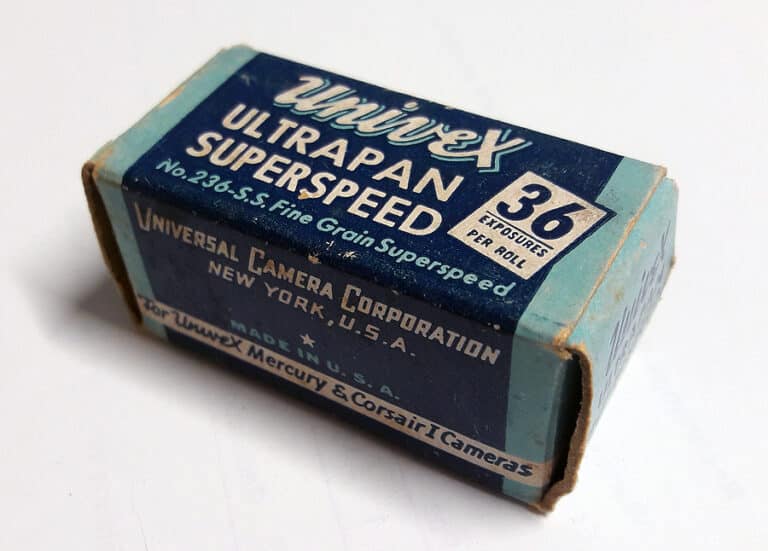 Univex
ULTRAPAN
SUPERSPEED
No. 236-S.S. Fine Grain Superspeed
36
EXPOSURES
PER ROLL
UNIVERSAL CAMERA CORPORATION
NEW YORK, U.S.A.
MADE IN U.S.A.
For Univex Mercury & Corsair I Cameras